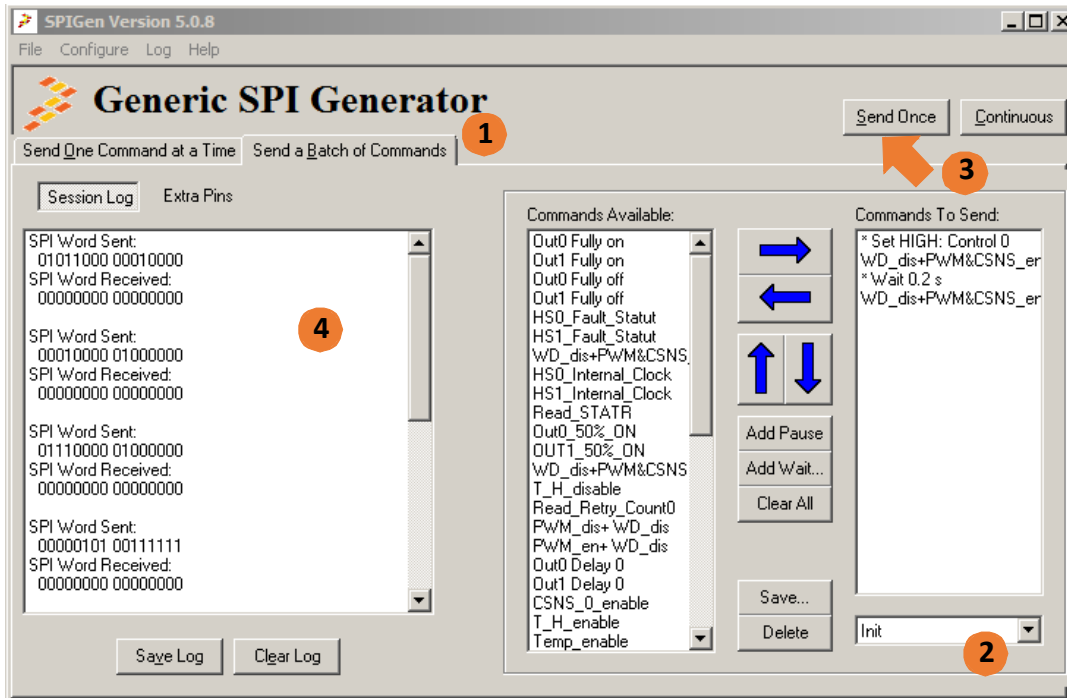 SPIGen Version 5.0.8
File Configure Log Help
Generic SPI Generator
Send Once
Continuous
1
Send One Command at a Time
Send a Batch of Commands
3
Session Log
Extra Pins
SPI Word Sent:
01011000 00010000
SPI Word Received:
00000000 00000000
SPI Word Sent:
00010000 01000000
SPI Word Received:
00000000 00000000
SPI Word Sent:
01110000 01000000
SPI Word Received:
00000000 00000000
SPI Word Sent:
00000101 00111111
SPI Word Received:
00000000 00000000
4
Save Log
Clear Log
Commands Available:
Out0 Fully on
Out1 Fully on
Out0 Fully off
Out1 Fully off
HS0_Fault_Statut
HS1_Fault_Statut
WD_dis+PWM&CSNS_
HS0_Internal_Clock
HS1_Internal_Clock
Read_STATR
Out0_50%_ON
OUT1_50%_ON
WD_dis+PWM&CSNS
T_H_disable
Read_Retry_Count0
PWM_dis+ WD_dis
PWM_en+ WD_dis
Out0 Delay 0
Out1 Delay 0
CSNS_0_enable
T_H_enable
Temp_enable
Add Pause
Add Wait...
Clear All
Save...
Delete
Commands To Send:
* Set HIGH: Control 0
WD_dis+PWM&CSNS_en
* Wait 0.2 s
WD_dis+PWM&CSNS_en
Init
2